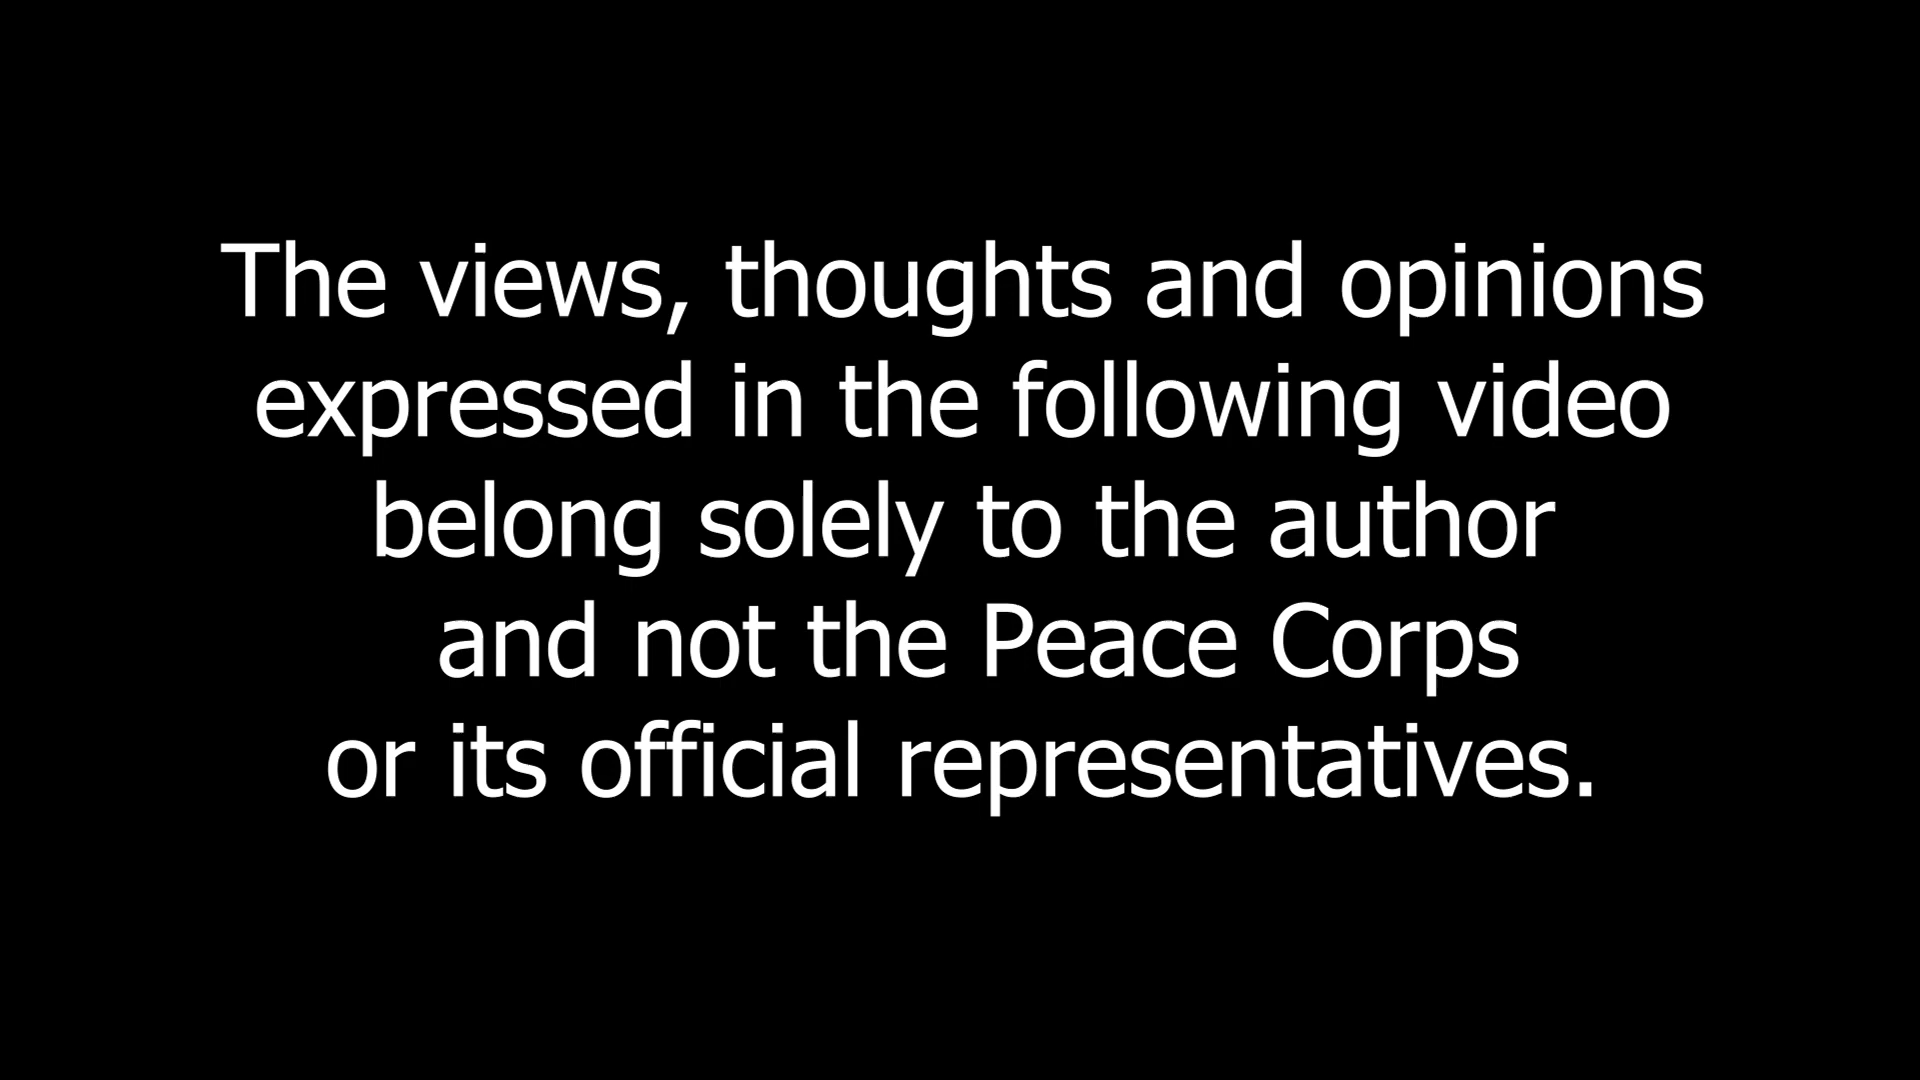 The views, thoughts and opinions
expressed in the following video
belong solely to the author
and not the Peace Corps
or its official representatives.